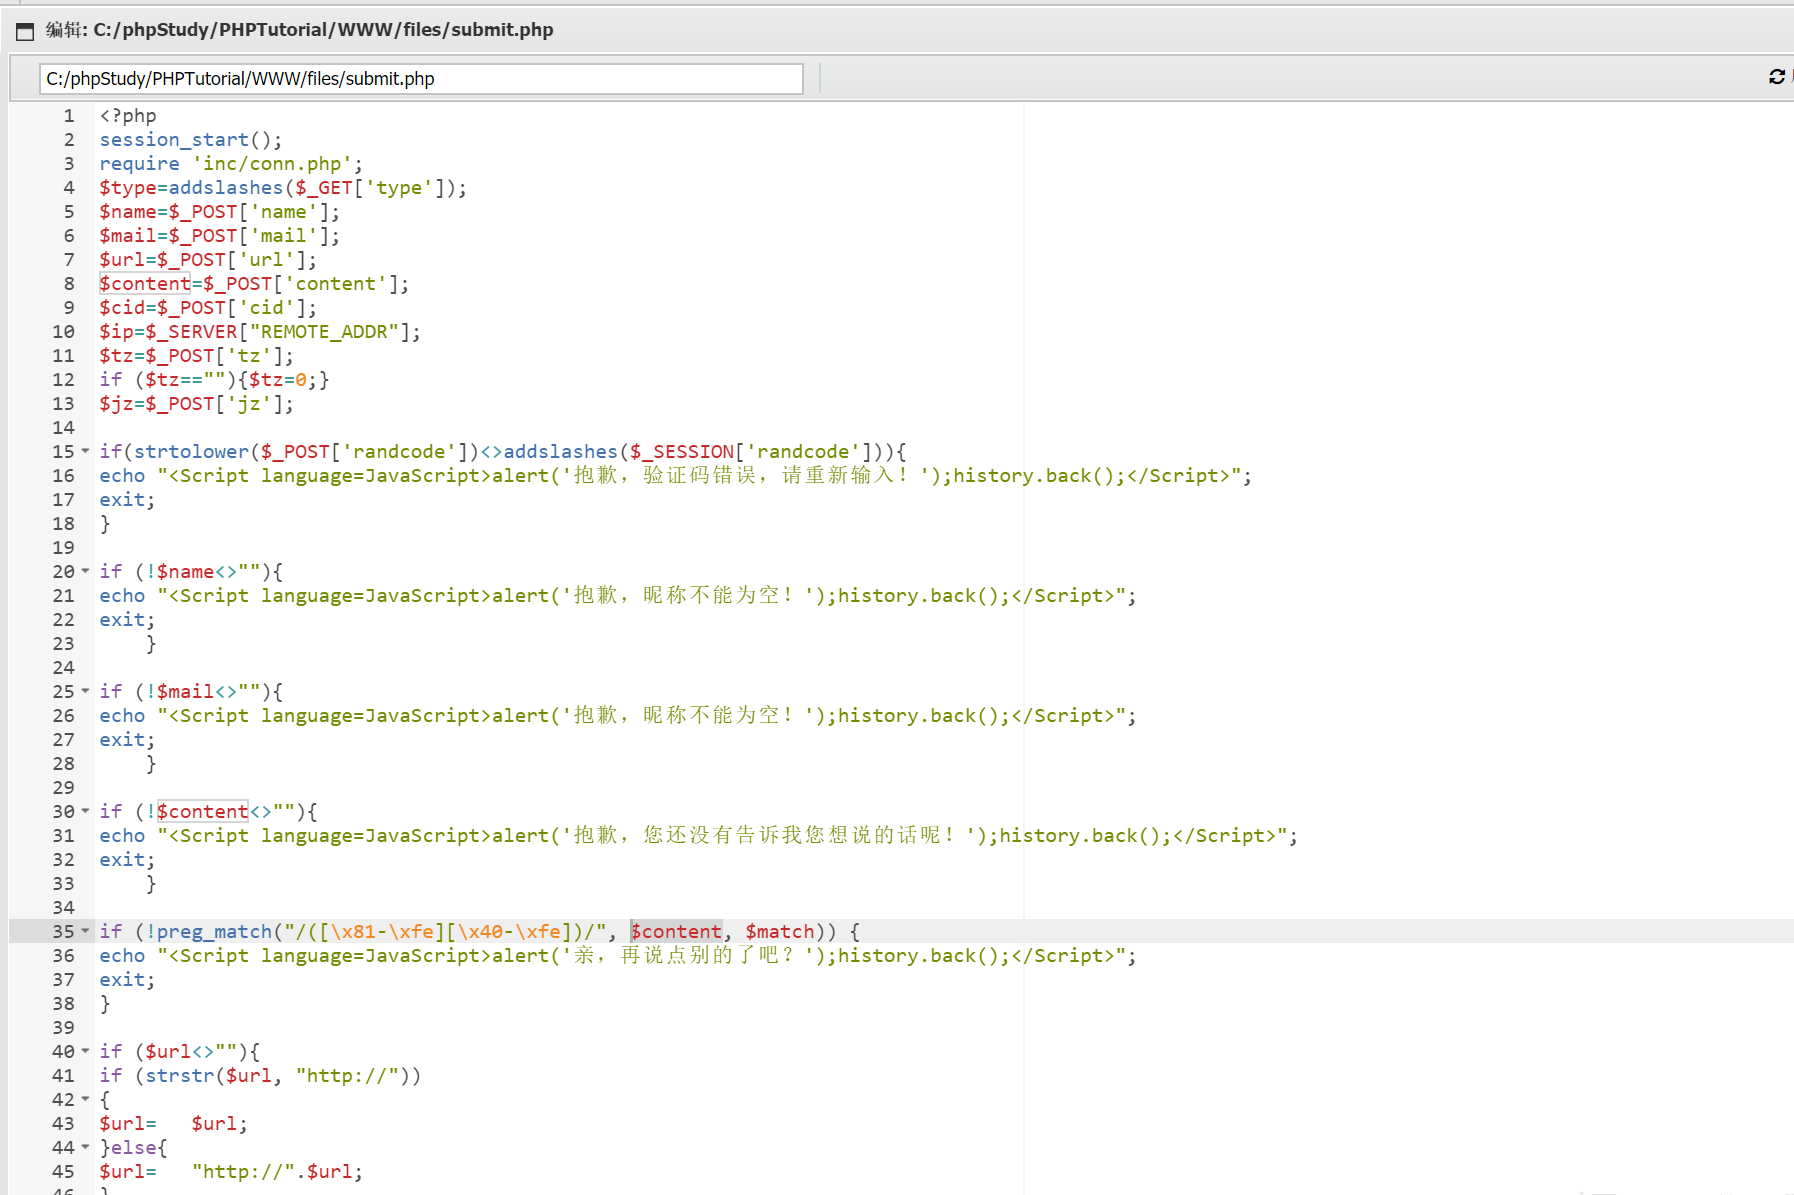 编辑: C:/phpStudy/PHPTutorial/WWW/files/submit.php
C:/phpStudy/PHPTutorial/WWW/files/submit.php
1 <?php
2 session_start();
3 require 'inc/conn.php';
4 $type=addslashes($_GET['type']);
5 $name=$_POST['name'];
6 $mail=$_POST['mail'];
7 $url=$_POST['url'];
8 $content=$_POST['content'];
9 $cid=$_POST['cid'];
10 $ip=$_SERVER["REMOTE_ADDR"];
11 $tz=$_POST['tz'];
12 if ($tz==""){$tz=0;}
13 $jz=$_POST['jz'];
14
15 if(strtolower($_POST['randcode'])<>addslashes($_SESSION['randcode'])){
16 echo "<Script language=JavaScript>alert('抱歉，验证码错误，请重新输入！');history.back();</Script>";
17 exit;
18 }
19
20 if (!$name<>""){
21 echo "<Script language=JavaScript>alert('抱歉，昵称不能为空！');history.back();</Script>";
22 exit;
23     }
24
25 if (!$mail<>""){
26 echo "<Script language=JavaScript>alert('抱歉，昵称不能为空！');history.back();</Script>";
27 exit;
28     }
29
30 if (!$content<>""){
31 echo "<Script language=JavaScript>alert('抱歉，您还没有告诉我您想说的话呢！');history.back();</Script>";
32 exit;
33     }
34
35 if (!preg_match("/([\x81-\xfe][\x40-\xfe])/", $content, $match)) {
36 echo "<Script language=JavaScript>alert('亲，再说点别的了吧？');history.back();</Script>";
37 exit;
38 }
39
40 if ($url<>""){
41 if (strstr($url, "http://"))
42 {
43 $url=   $url;
44 }else{
45 $url=   "http://".$url;